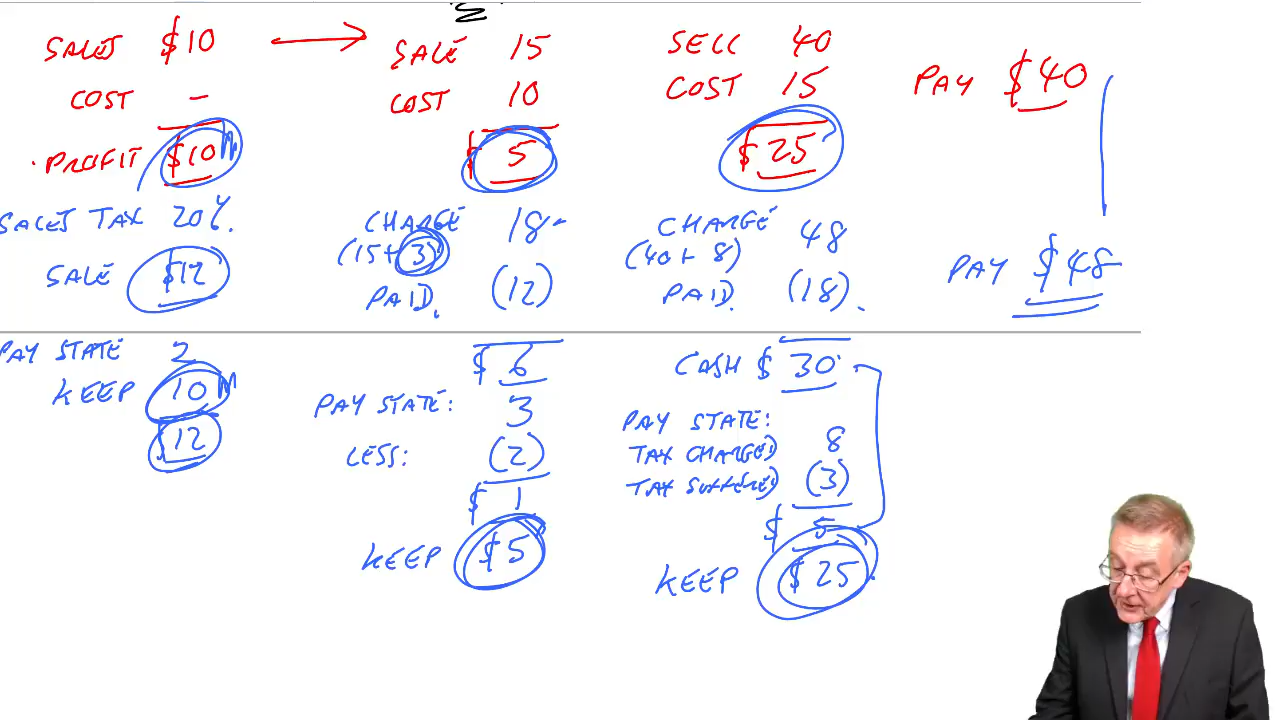 SALES $10
COST -
PROFIT $10
SALES TAX 20%.
SALE $12
PAY STATE 2
KEEP 10
$12
SALE 15
COST 10
$ 5
CHARGE 18
(15+3)
PAID. (12)
$ 6
PAY STATE: 3
LESS: (2)
$ 1
KEEP $5
SELL 40
COST 15
$25
CHARGE 48
(40+8)
PAID. (18).
CASH $ 30
PAY STATE:
TAX CHARGED 8
TAX SUFFERED (3)
$ 5
KEEP $25
PAY $40
PAY $48